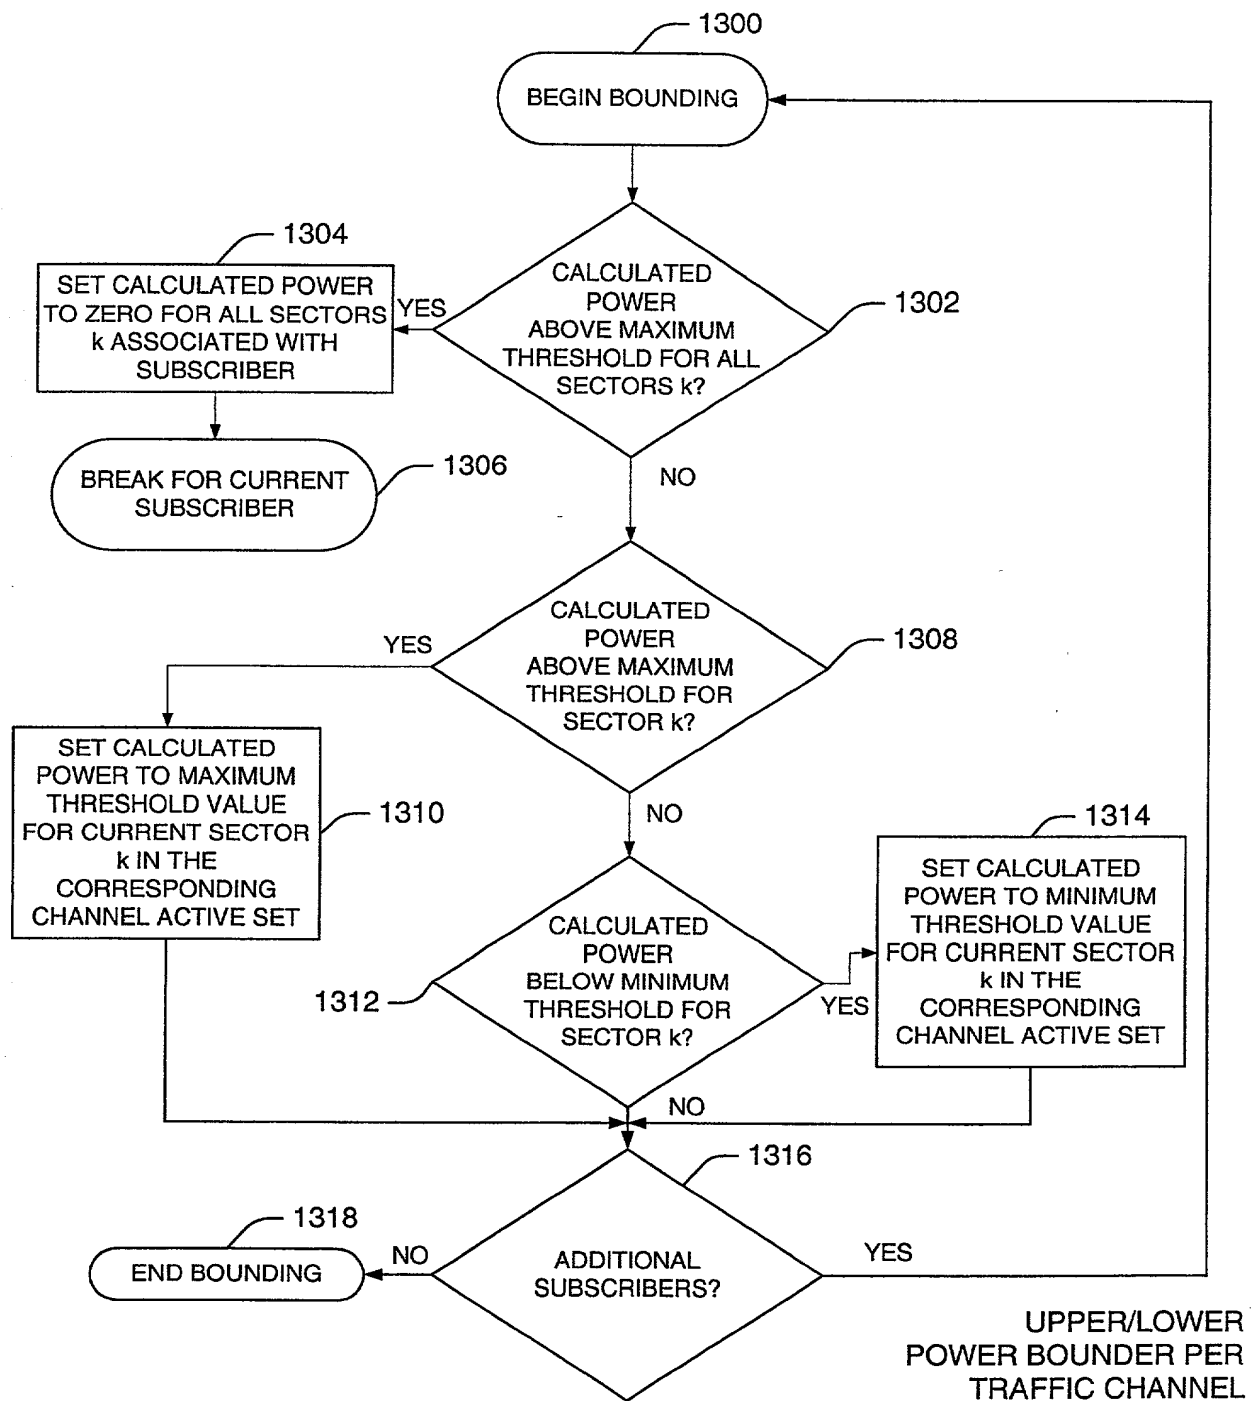 1300
BEGIN BOUNDING
1304
SET CALCULATED POWER
TO ZERO FOR ALL SECTORS
k ASSOCIATED WITH
SUBSCRIBER
YES
CALCULATED
POWER
ABOVE MAXIMUM
THRESHOLD FOR ALL
SECTORS k?
1302
BREAK FOR CURRENT
SUBSCRIBER
1306
NO
CALCULATED
POWER
ABOVE MAXIMUM
THRESHOLD FOR
SECTOR k?
1308
YES
SET CALCULATED
POWER TO MAXIMUM
THRESHOLD VALUE
FOR CURRENT SECTOR
k IN THE
CORRESPONDING
CHANNEL ACTIVE SET
1310
NO
1314
SET CALCULATED
POWER TO MINIMUM
THRESHOLD VALUE
FOR CURRENT SECTOR
k IN THE
CORRESPONDING
CHANNEL ACTIVE SET
1312
CALCULATED
POWER
BELOW MINIMUM
THRESHOLD FOR
SECTOR k?
YES
NO
1316
1318
END BOUNDING
NO
ADDITIONAL
SUBSCRIBERS?
YES
UPPER/LOWER
POWER BOUNDER PER
TRAFFIC CHANNEL